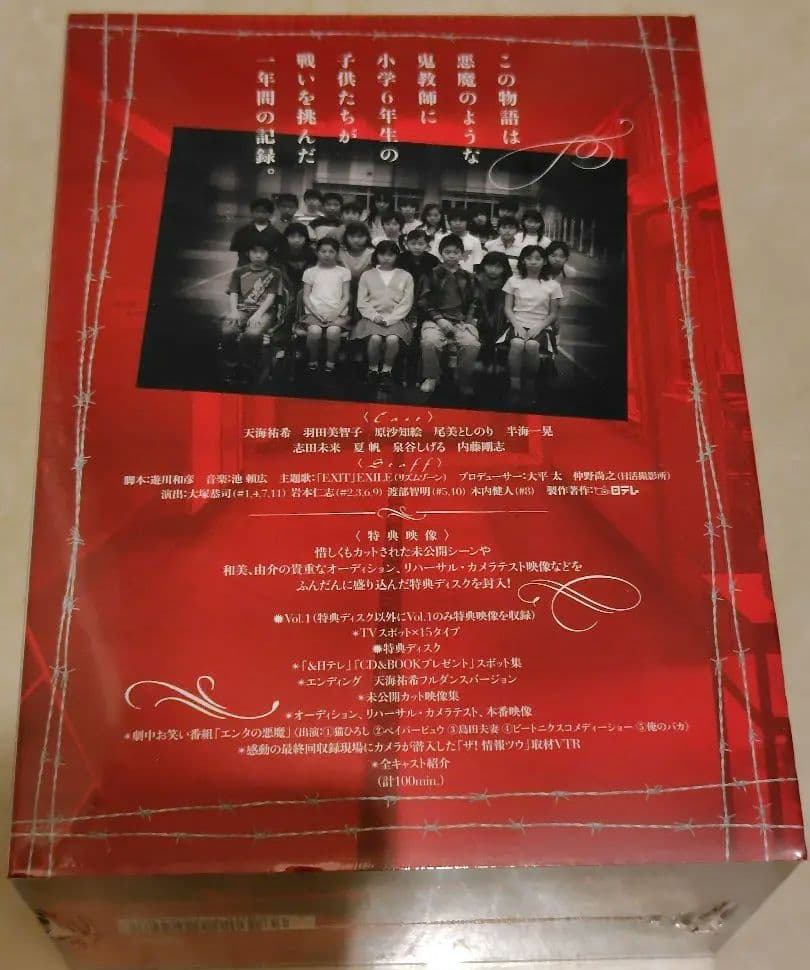 この物語は
悪魔のような
鬼教師に
小学6年生の
子供たちが
戦いを挑んだ
一年間の記録。
〈Cast〉
天海祐希　羽田美智子　原沙知絵　尾美としのり　半海一晃
志田未来　夏帆　泉谷しげる　内藤剛志
〈Staff〉
脚本:遊川和彦　音楽:池 頼広　主題歌:「EXIT」EXILE(リズムゾーン)　プロデューサー:大平 太　仲野尚之(日活撮影所)
演出:大塚恭司(#1,4,7,11) 岩本仁志(#2,3,6,9) 渡部智明(#5,10) 木内健人(#8)　製作著作:日テレ
〈特典映像〉
惜しくもカットされた未公開シーンや
和美、由介の貴重なオーディション、リハーサル・カメラテスト映像などを
ふんだんに盛り込んだ特典ディスクを封入!
✹Vol.1(特典ディスク以外にVol.1のみ特典映像を収録)
*TVスポット×15タイプ
✹特典ディスク
*「&日テレ」「CD&BOOKプレゼント」スポット集
*エンディング　天海祐希フルダンスバージョン
*未公開カット映像集
*オーディション、リハーサル・カメラテスト、本番映像
*劇中お笑い番組「エンタの悪魔」〈出演:①猫ひろし ②ペイパービュウ ③島田夫妻 ④ビートニクスコメディーショー ⑤俺のバカ〉
*感動の最終回収録現場にカメラが潜入した「ザ!情報ツウ」取材VTR
*全キャスト紹介
(計100min.)